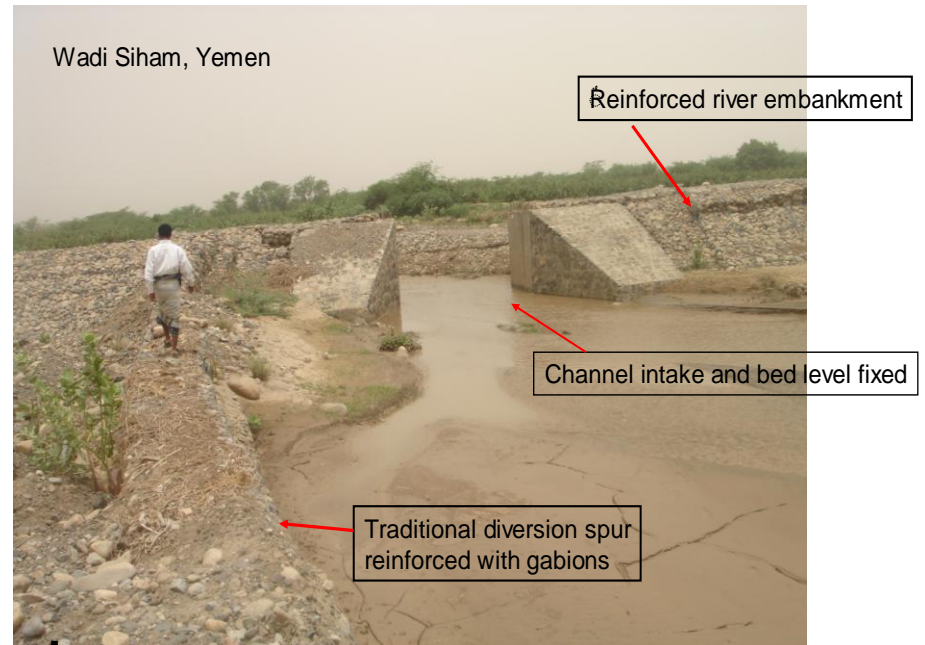 Wadi Siham, Yemen
Reinforced river embankment
Channel intake and bed level fixed
Traditional diversion spur
reinforced with gabions